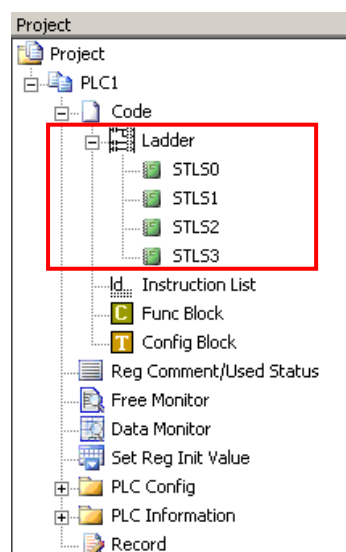 Project
Project
PLC1
Code
Ladder
STLS0
STLS1
STLS2
STLS3
Instruction List
Func Block
Config Block
Reg Comment/Used Status
Free Monitor
Data Monitor
Set Reg Init Value
PLC Config
PLC Information
Record